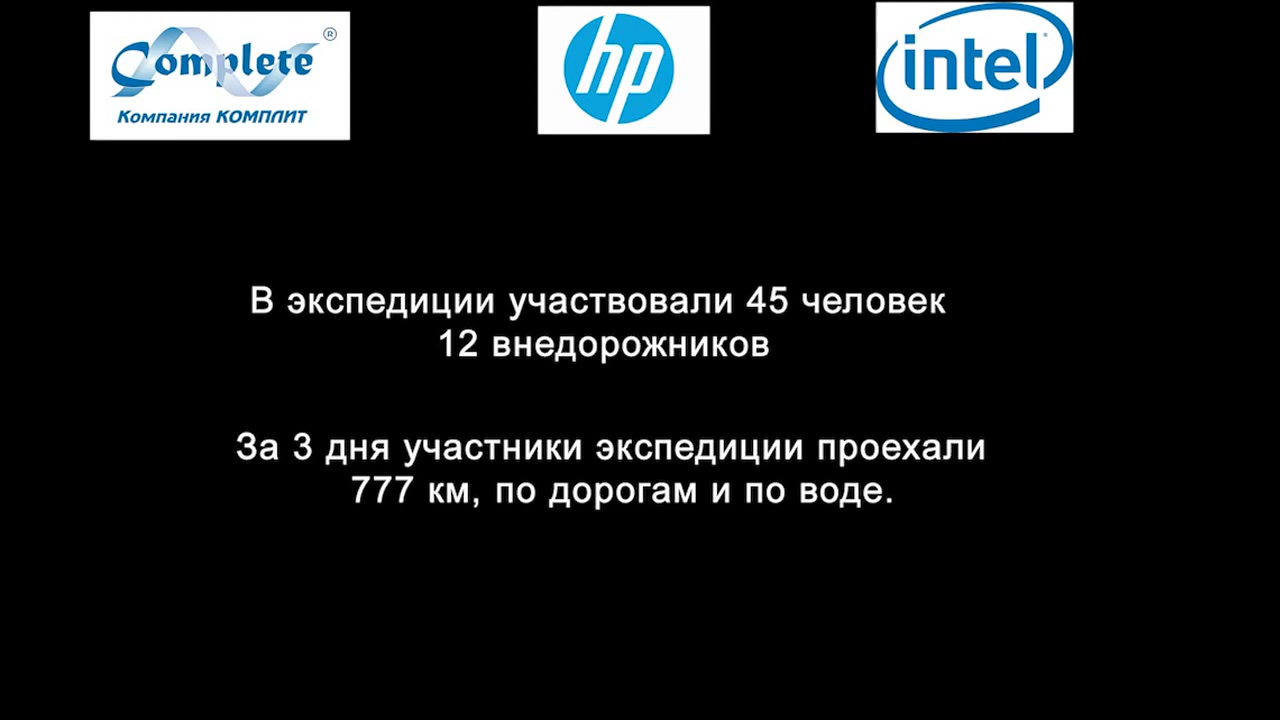 Complete ®
Компания КОМПЛИТ
hp
intel
В экспедиции участвовали 45 человек
12 внедорожников
За 3 дня участники экспедиции проехали
777 км, по дорогам и по воде.